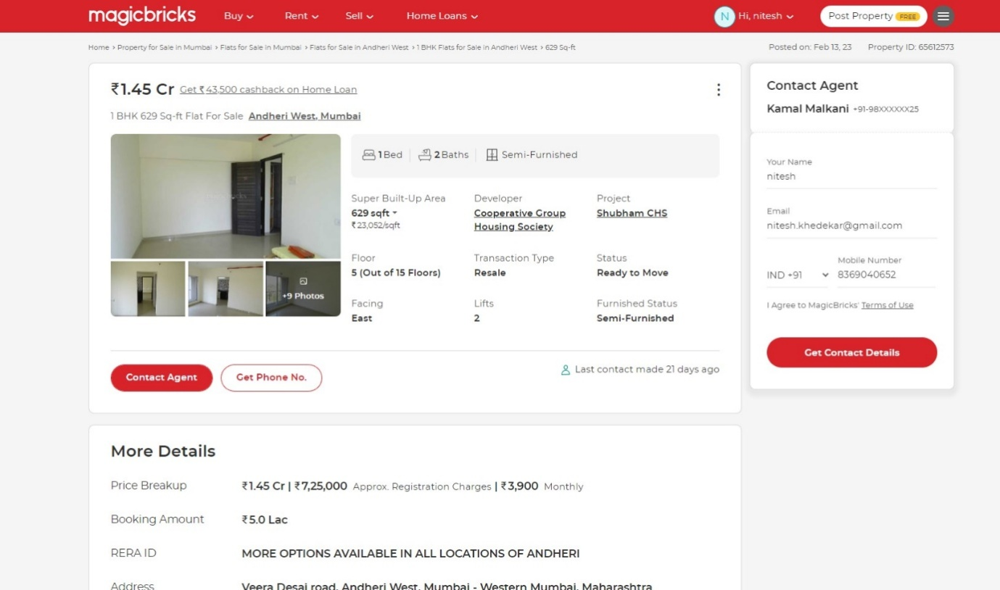 magicbricks
Buy
Rent
Sell
Home Loans
N
Hi, nitesh
Post Property FREE
Home > Property for Sale in Mumbai > Flats for Sale in Mumbai > Flats for Sale in Andheri West > 1 BHK Flats for Sale in Andheri West > 629 Sq-ft
Posted on: Feb 13, 23
Property ID: 65612573
₹1.45 Cr Get ₹43,500 cashback on Home Loan
1 BHK 629 Sq-ft Flat For Sale Andheri West, Mumbai
+9 Photos
1 Bed
2 Baths
Semi-Furnished
Super Built-Up Area
629 sqft
₹23,052/sqft
Developer
Cooperative Group
Housing Society
Project
Shubham CHS
Floor
5 (Out of 15 Floors)
Transaction Type
Resale
Status
Ready to Move
Facing
East
Lifts
2
Furnished Status
Semi-Furnished
Contact Agent
Get Phone No.
Last contact made 21 days ago
Contact Agent
Kamal Malkani +91-98XXXXXX25
Your Name
nitesh
Email
nitesh.khedekar@gmail.com
IND +91
Mobile Number
8369040652
I Agree to MagicBricks' Terms of Use
Get Contact Details
More Details
Price Breakup
₹1.45 Cr | ₹7,25,000 Approx. Registration Charges | ₹3,900 Monthly
Booking Amount
₹5.0 Lac
RERA ID
MORE OPTIONS AVAILABLE IN ALL LOCATIONS OF ANDHERI
Address
Veera Desai road, Andheri West, Mumbai - Western Mumbai, Maharashtra